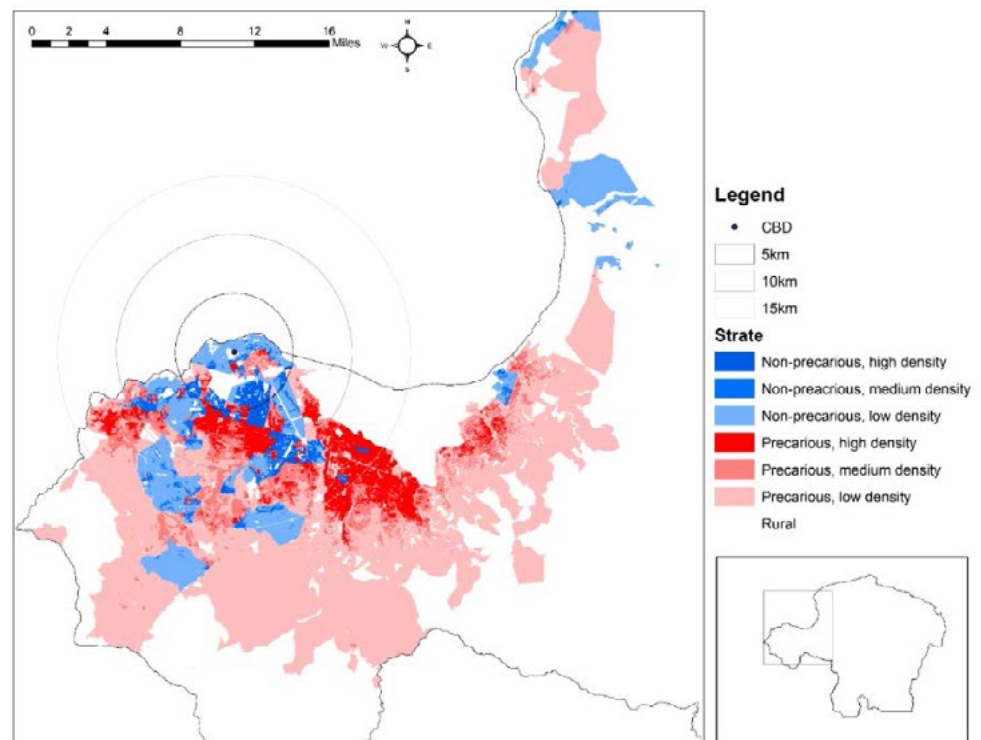 0 2 4 8 12 16
Miles
N
W E
S
Legend
CBD
5km
10km
15km
Strate
Non-precarious, high density
Non-preacrious, medium density
Non-precarious, low density
Precarious, high density
Precarious, medium density
Precarious, low density
Rural